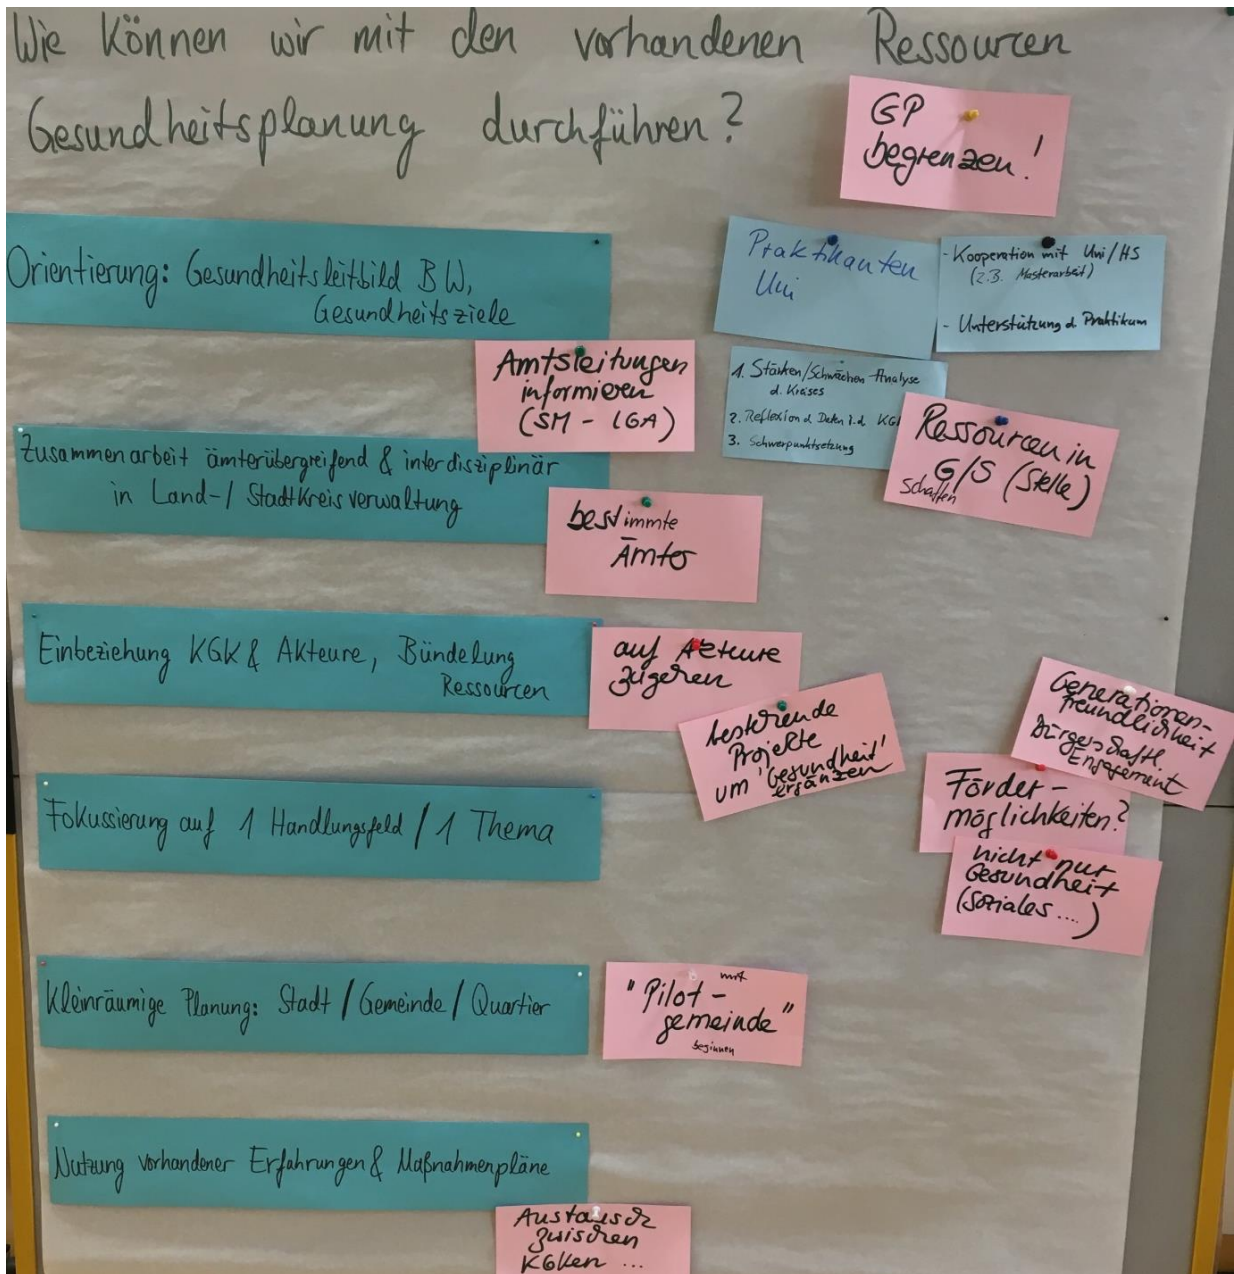 Wie können wir mit den vorhandenen Ressourcen
Gesundheitsplanung durchführen?
GP
begrenzen!
Orientierung: Gesundheitsleitbild BW,
Gesundheitsziele
Praktikanten
Uni
- Kooperation mit Uni/HS
(z.B. Masterarbeit)
- Unterstützung d Praktikum
Amtsleitungen
informieren
(SM - LGA)
1. Stärken/Schwächen Analyse
d. Kreises
2. Reflexion d Daten i.d KGK
3. Schwerpunktsetzung
Ressourcen in
G/S (Stelle)
schaffen
Zusammenarbeit ämterübergreifend & interdisziplinär
in Land-/Stadtkreisverwaltung
bestimmte
Ämter
Einbeziehung KGK & Akteure, Bündelung
Ressourcen
auf Akteure
zugehen
bestehende
Projekte
um 'Gesundheit'
ergänzen
Generationen-
freundlichkeit
Bürgerschaftl.
Engagement
Förder-
möglichkeiten?
nicht nur
Gesundheit
(Soziales....)
Fokussierung auf 1 Handlungsfeld / 1 Thema
Kleinräumige Planung: Stadt / Gemeinde / Quartier
mit
"Pilot-
gemeinde"
beginnen
Nutzung vorhandener Erfahrungen & Maßnahmenpläne
Austausch
zwischen
KGKen ...